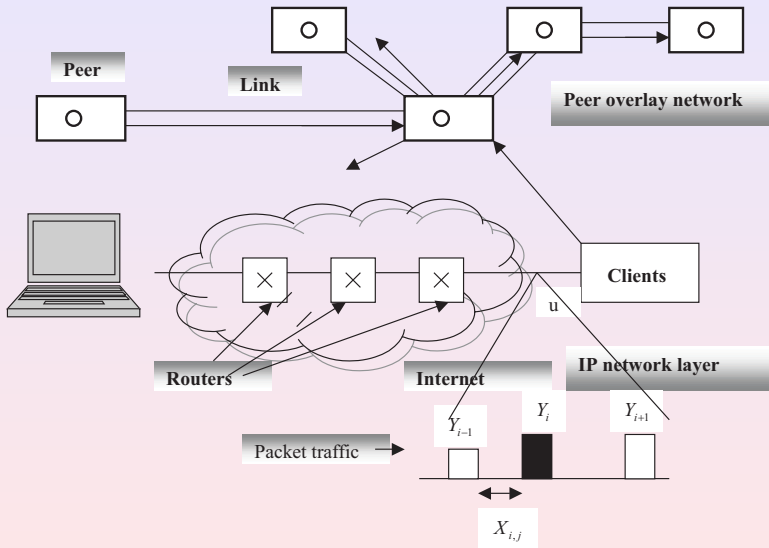 Peer
Link
Peer overlay network
Clients
u
Routers
Internet
IP network layer
Y_{i-1}
Y_i
Y_{i+1}
Packet traffic
X_{i,j}